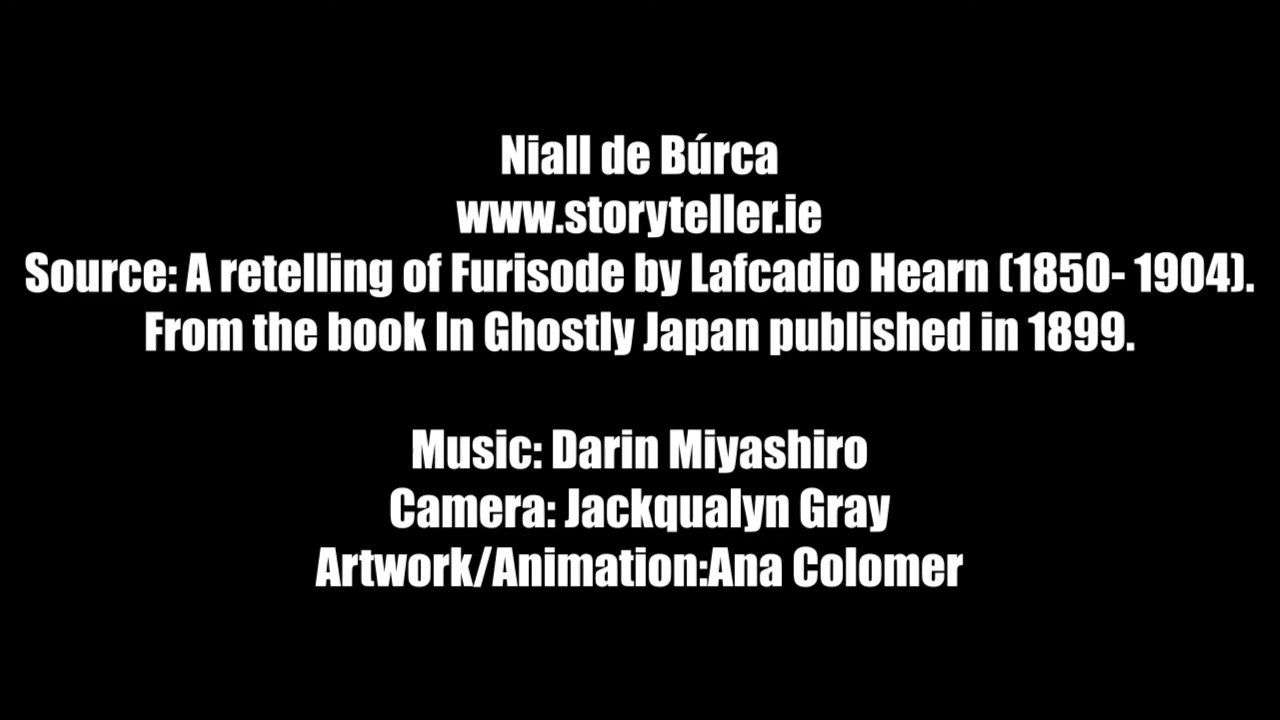 Niall de Búrca
www.storyteller.ie
Source: A retelling of Furisode by Lafcadio Hearn (1850- 1904).
From the book In Ghostly Japan published in 1899.
Music: Darin Miyashiro
Camera: Jackqualyn Gray
Artwork/Animation:Ana Colomer